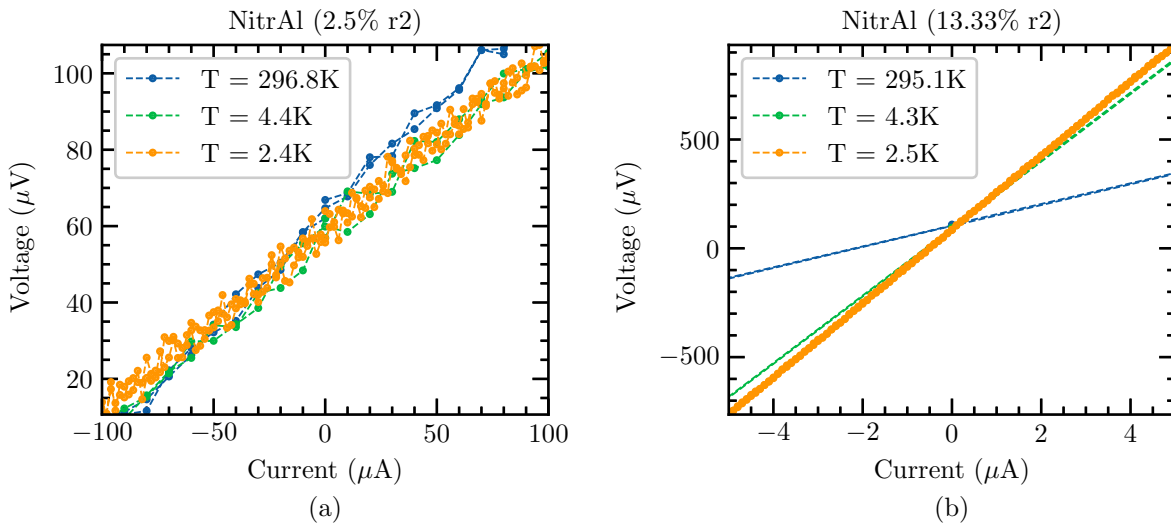 NitrAl (2.5% r2)
T = 296.8K
T = 4.4K
T = 2.4K
100
80
60
40
20
−100
−50
0
50
100
Voltage (μV)
Current (μA)
(a)
NitrAl (13.33% r2)
T = 295.1K
T = 4.3K
T = 2.5K
500
0
−500
−4
−2
0
2
4
Voltage (μV)
Current (μA)
(b)